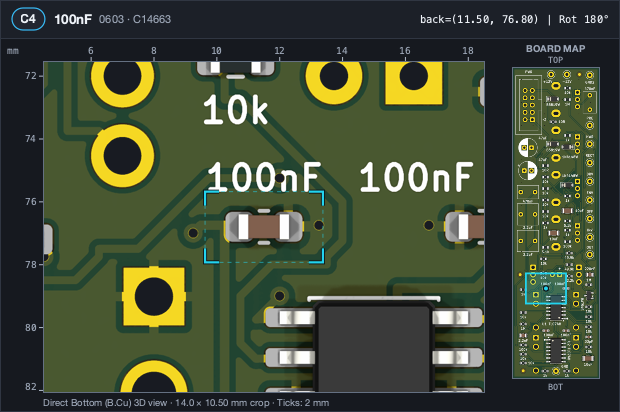 C4 100nF 0603 · C14663 back=(11.50, 76.80) | Rot 180°
mm 6 8 10 12 14 16 18
BOARD MAP
TOP
72
10k
74
100nF 100nF
76
78
80
82
BOT
Direct Bottom (B.Cu) 3D view · 14.0 × 10.50 mm crop · Ticks: 2 mm